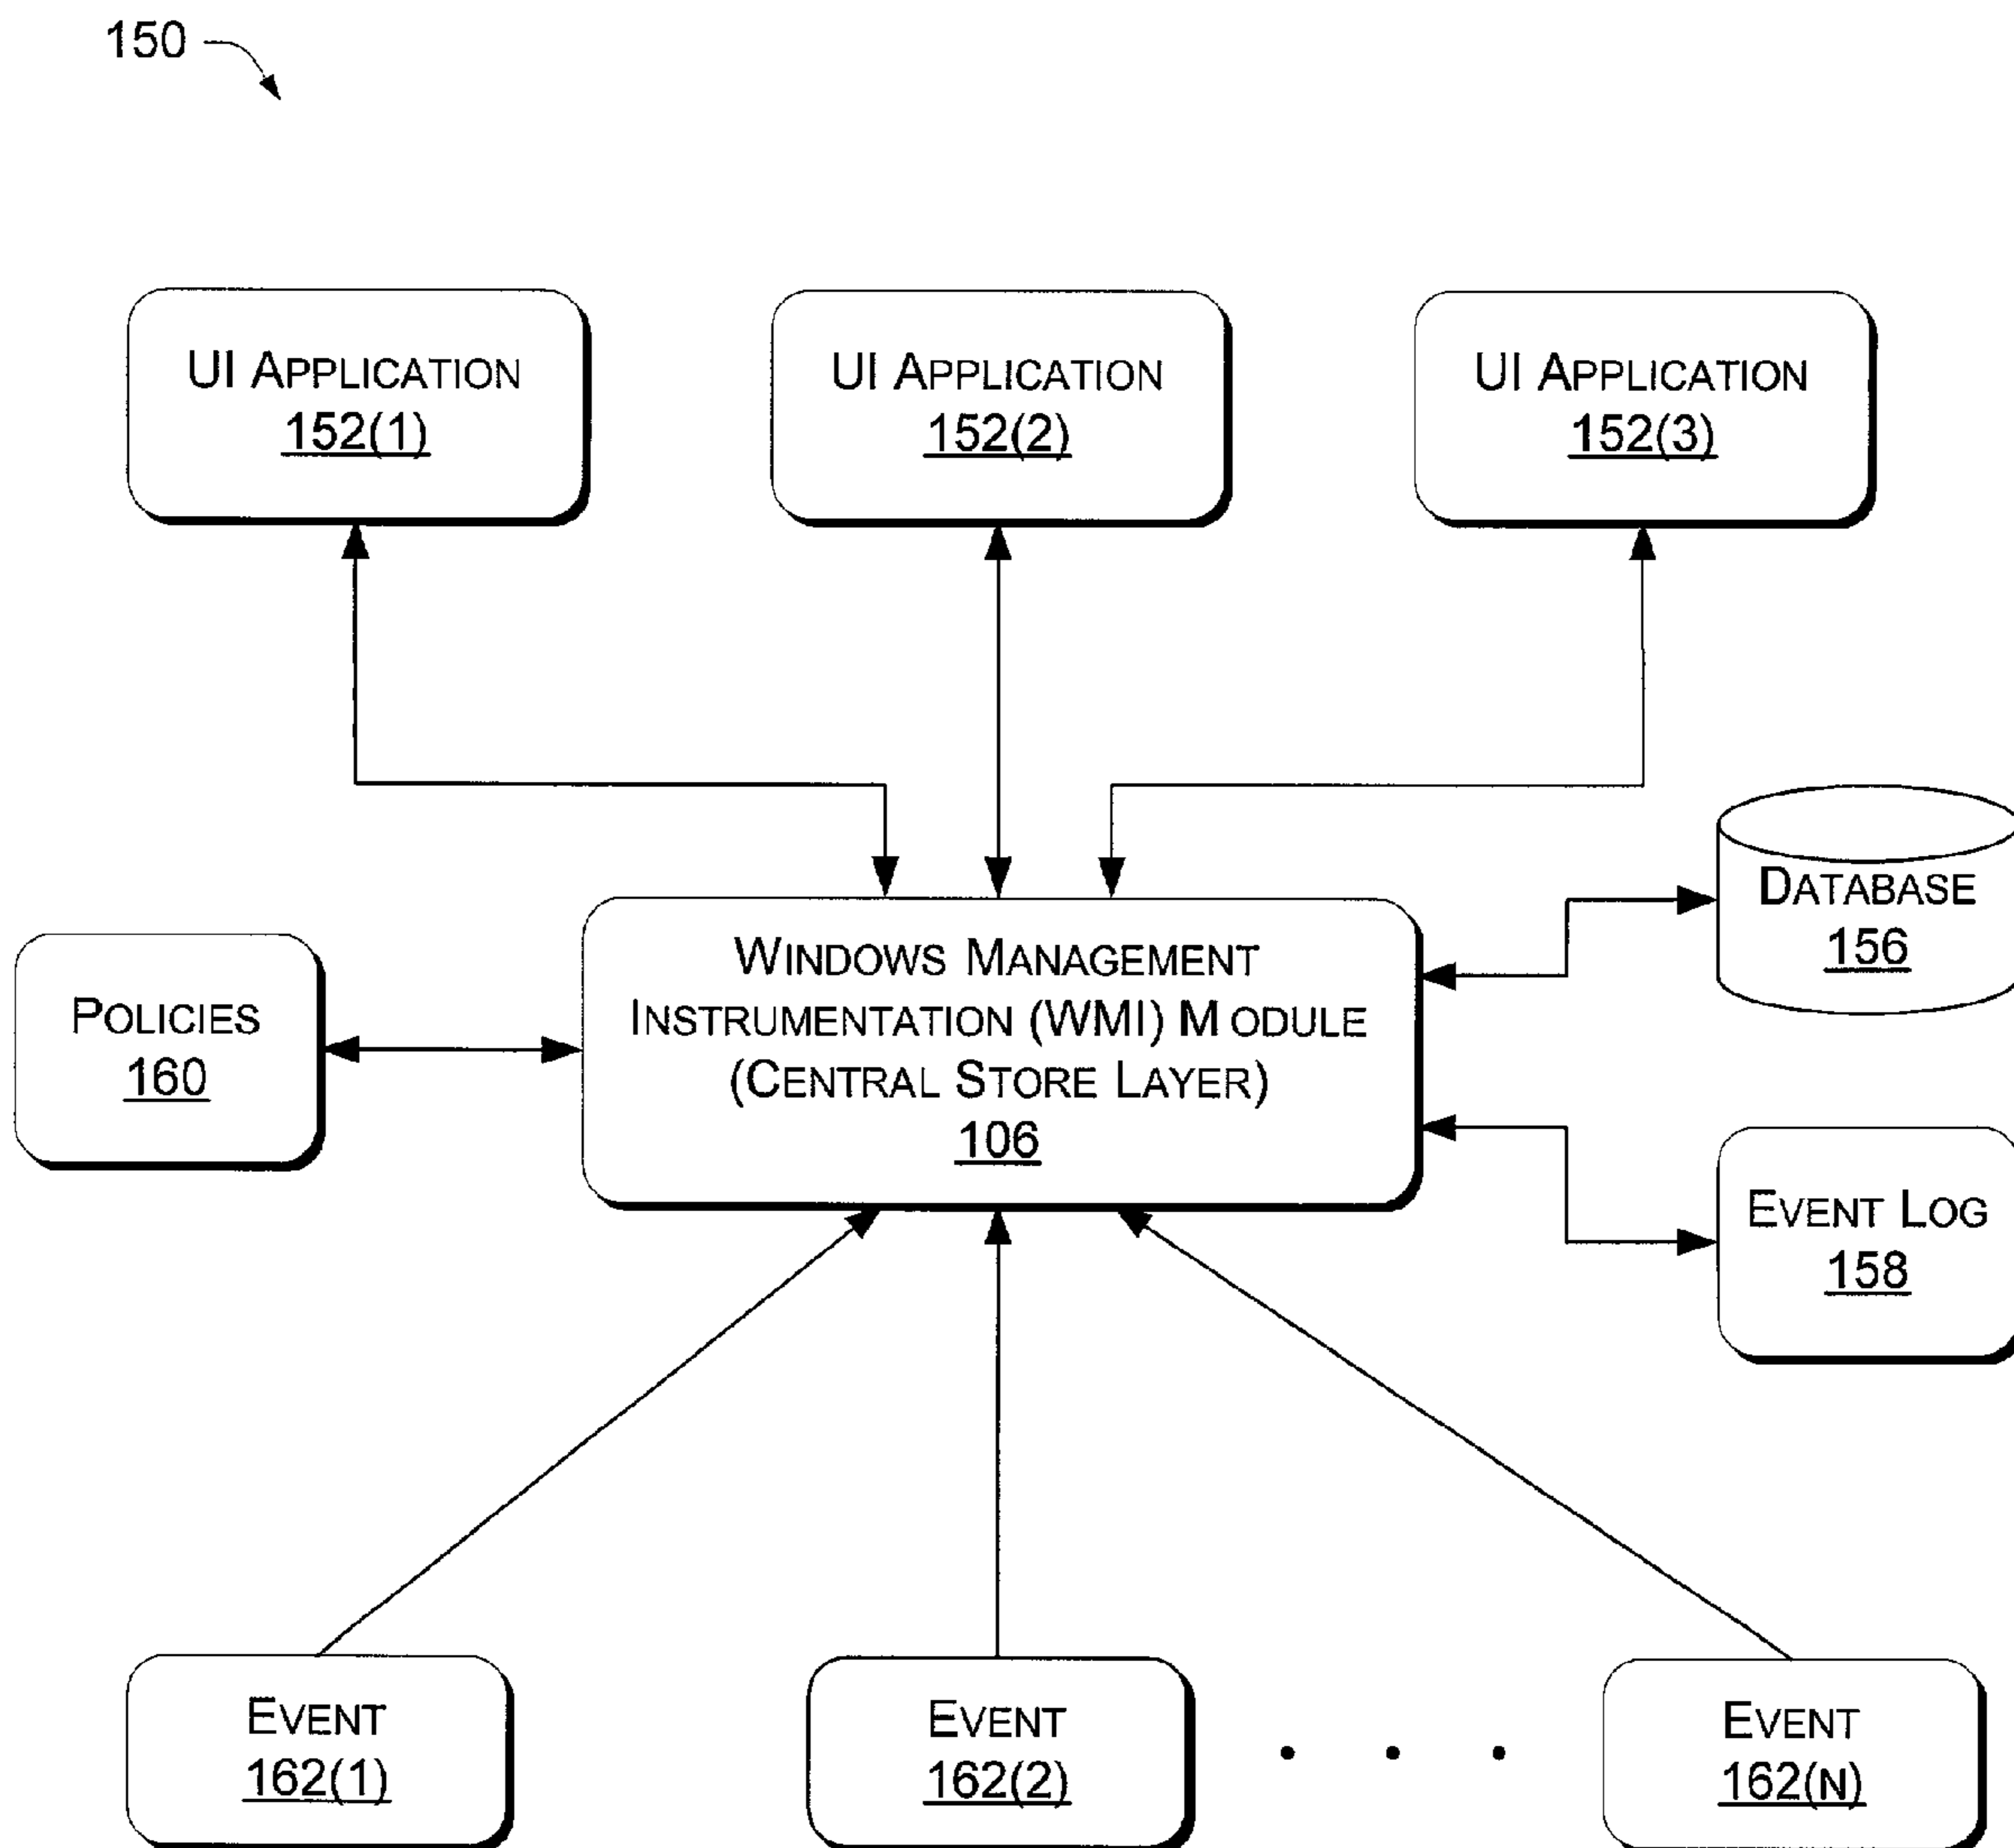 150
UI APPLICATION
152(1)
UI APPLICATION
152(2)
UI APPLICATION
152(3)
DATABASE
156
WINDOWS MANAGEMENT
INSTRUMENTATION (WMI) MODULE
(CENTRAL STORE LAYER)
106
POLICIES
160
EVENT LOG
158
EVENT
162(1)
EVENT
162(2)
. . .
EVENT
162(N)